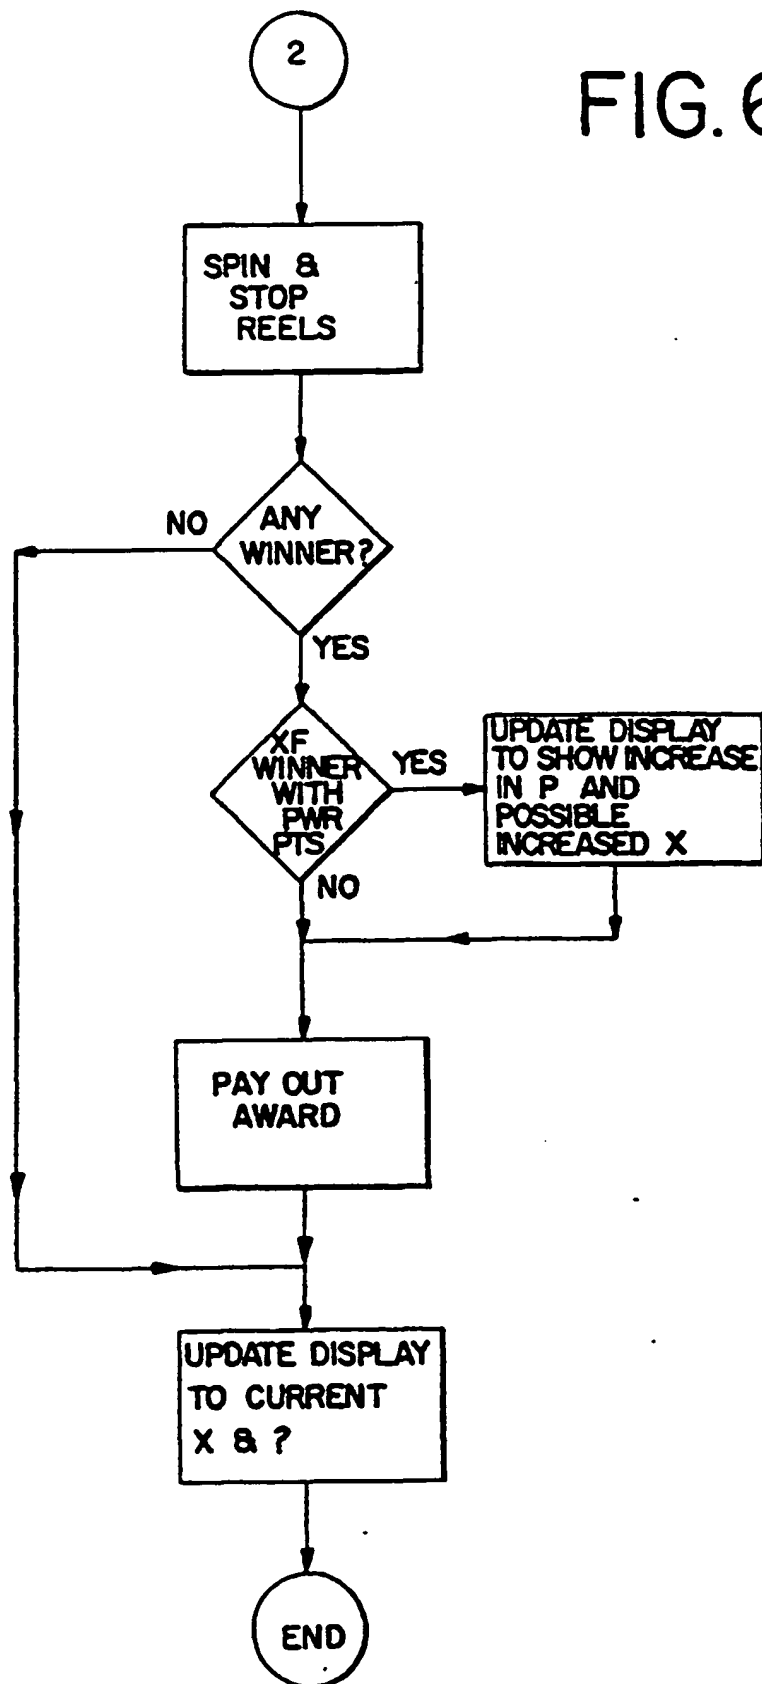 2
FIG. 6
SPIN &
STOP
REELS
ANY
WINNER?
NO
YES
XF
WINNER
WITH
PWR
PTS
YES
NO
UPDATE DISPLAY
TO SHOW INCREASE
IN P AND
POSSIBLE
INCREASED X
PAY OUT
AWARD
UPDATE DISPLAY
TO CURRENT
X & ?
END